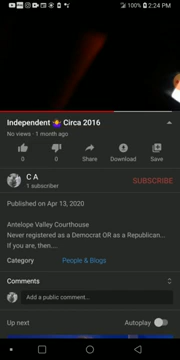 100% 2:24 PM
Independent 🤷‍♀️ Circa 2016
No views · 1 month ago
0 0 Share Download Save
C A
1 subscriber
SUBSCRIBE
Published on Apr 13, 2020
Antelope Valley Courthouse
Never registered as a Democrat OR as a Republican...
If you are, then....
Category People & Blogs
Comments
Add a public comment...
Up next Autoplay